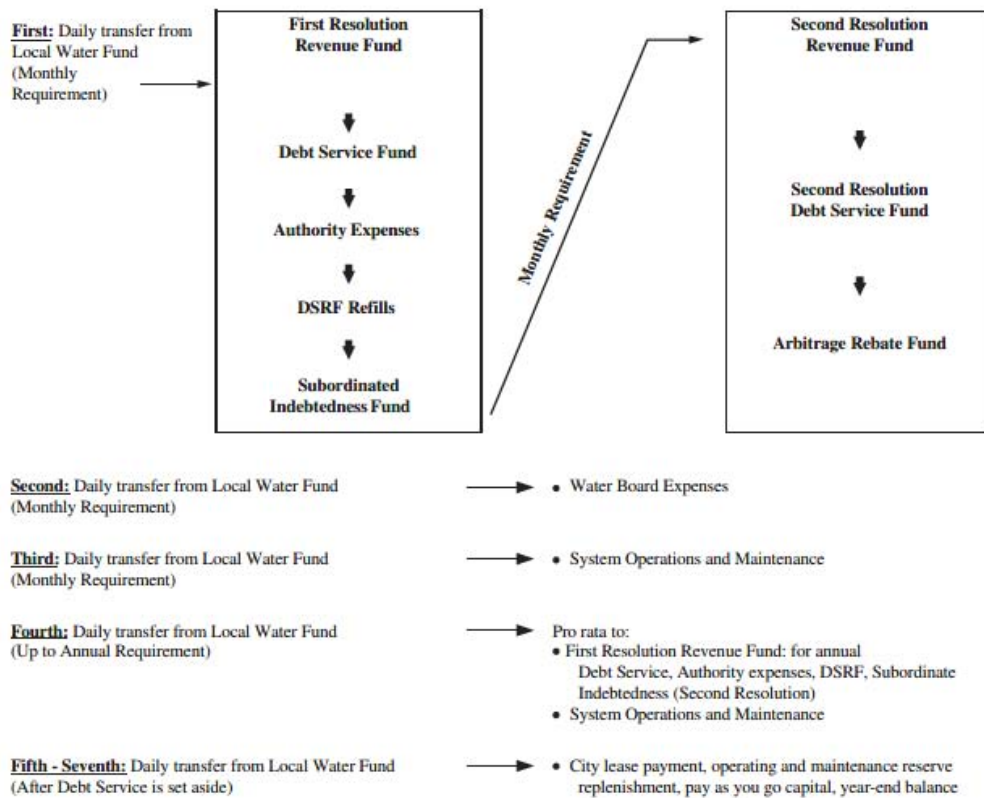 First: Daily transfer from
Local Water Fund
(Monthly
Requirement)
First Resolution
Revenue Fund
Debt Service Fund
Authority Expenses
DSRF Refills
Subordinated
Indebtedness Fund
Monthly Requirement
Second Resolution
Revenue Fund
Second Resolution
Debt Service Fund
Arbitrage Rebate Fund
Second: Daily transfer from Local Water Fund
(Monthly Requirement)
• Water Board Expenses
Third: Daily transfer from Local Water Fund
(Monthly Requirement)
• System Operations and Maintenance
Fourth: Daily transfer from Local Water Fund
(Up to Annual Requirement)
Pro rata to:
• First Resolution Revenue Fund: for annual
Debt Service, Authority expenses, DSRF, Subordinate
Indebtedness (Second Resolution)
• System Operations and Maintenance
Fifth - Seventh: Daily transfer from Local Water Fund
(After Debt Service is set aside)
• City lease payment, operating and maintenance reserve
replenishment, pay as you go capital, year-end balance